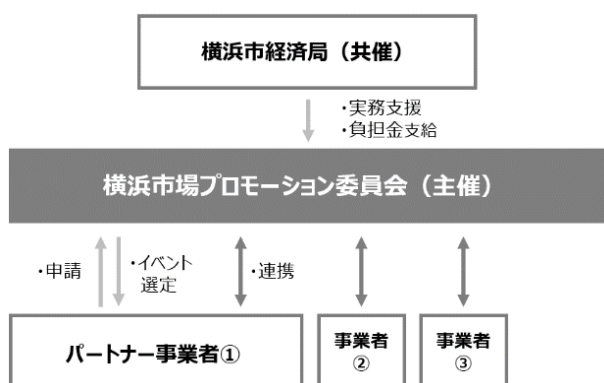 横浜市経済局（共催）
・実務支援
・負担金支給
横浜市場プロモーション委員会（主催）
・申請
・イベント
選定
・連携
パートナー事業者①
事業者
②
事業者
③